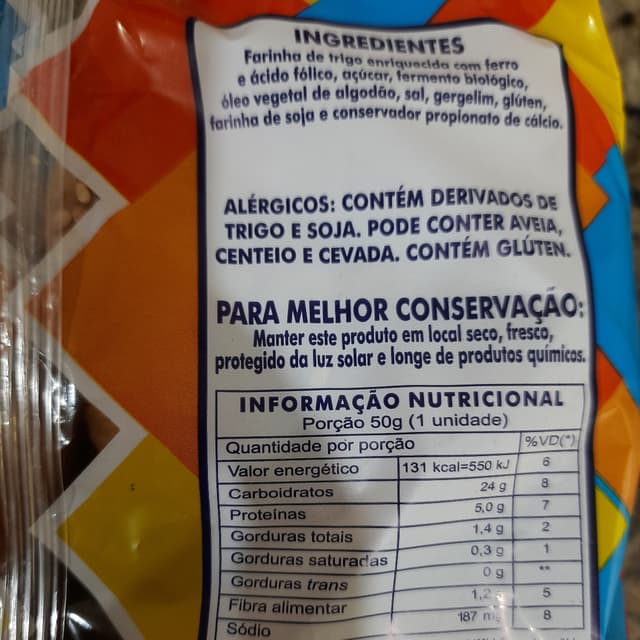 INGREDIENTES
Farinha de trigo enriquecida com ferro
e ácido fólico, açúcar, fermento biológico,
óleo vegetal de algodão, sal, gergelim, glúten,
farinha de soja e conservador propionato de cálcio.
ALÉRGICOS: CONTÉM DERIVADOS DE
TRIGO E SOJA. PODE CONTER AVEIA,
CENTEIO E CEVADA. CONTÉM GLÚTEN.
PARA MELHOR CONSERVAÇÃO:
Manter este produto em local seco, fresco,
protegido da luz solar e longe de produtos químicos.
INFORMAÇÃO NUTRICIONAL
Porção 50g (1 unidade)
Quantidade por porção %VD(*)
Valor energético 131 kcal=550 kJ 6
Carboidratos 24 g 8
Proteínas 5,0 g 7
Gorduras totais 1,4 g 2
Gorduras saturadas 0,3 g 1
Gorduras trans 0 g **
Fibra alimentar 1,2 5
Sódio 187 8